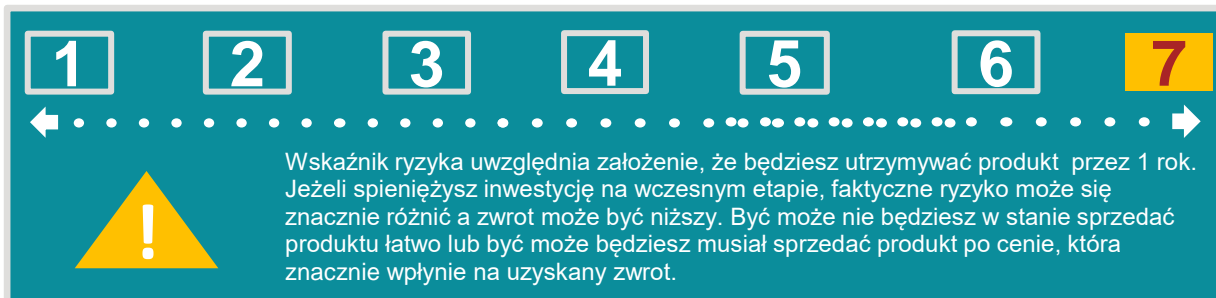 1 2 3 4 5 6 7
Wskaźnik ryzyka uwzględnia założenie, że będziesz utrzymywać produkt przez 1 rok.
Jeżeli spieniężysz inwestycję na wczesnym etapie, faktyczne ryzyko może się
znacznie różnić a zwrot może być niższy. Być może nie będziesz w stanie sprzedać
produktu łatwo lub być może będziesz musiał sprzedać produkt po cenie, która
znacznie wpłynie na uzyskany zwrot.
!